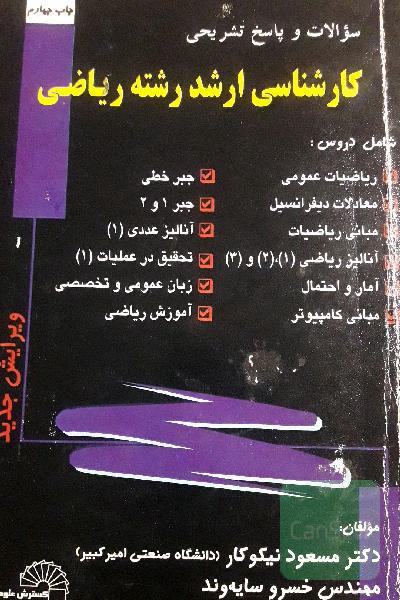 چاپ چهارم
سؤالات و پاسخ تشریحی
کارشناسی ارشد رشته ریاضی
شامل دروس:
ریاضیات عمومی
جبر خطی
معادلات دیفرانسیل
جبر ۱ و ۲
مبانی ریاضیات
آنالیز عددی (۱)
آنالیز ریاضی (۱)،(۲) و (۳)
تحقیق در عملیات (۱)
آمار و احتمال
زبان عمومی و تخصصی
مبانی کامپیوتر
آموزش ریاضی
ویرایش جدید
مؤلفان:
دکتر مسعود نیکوکار (دانشگاه صنعتی امیرکبیر)
مهندس خسرو سایه‌وند
گسترش علوم